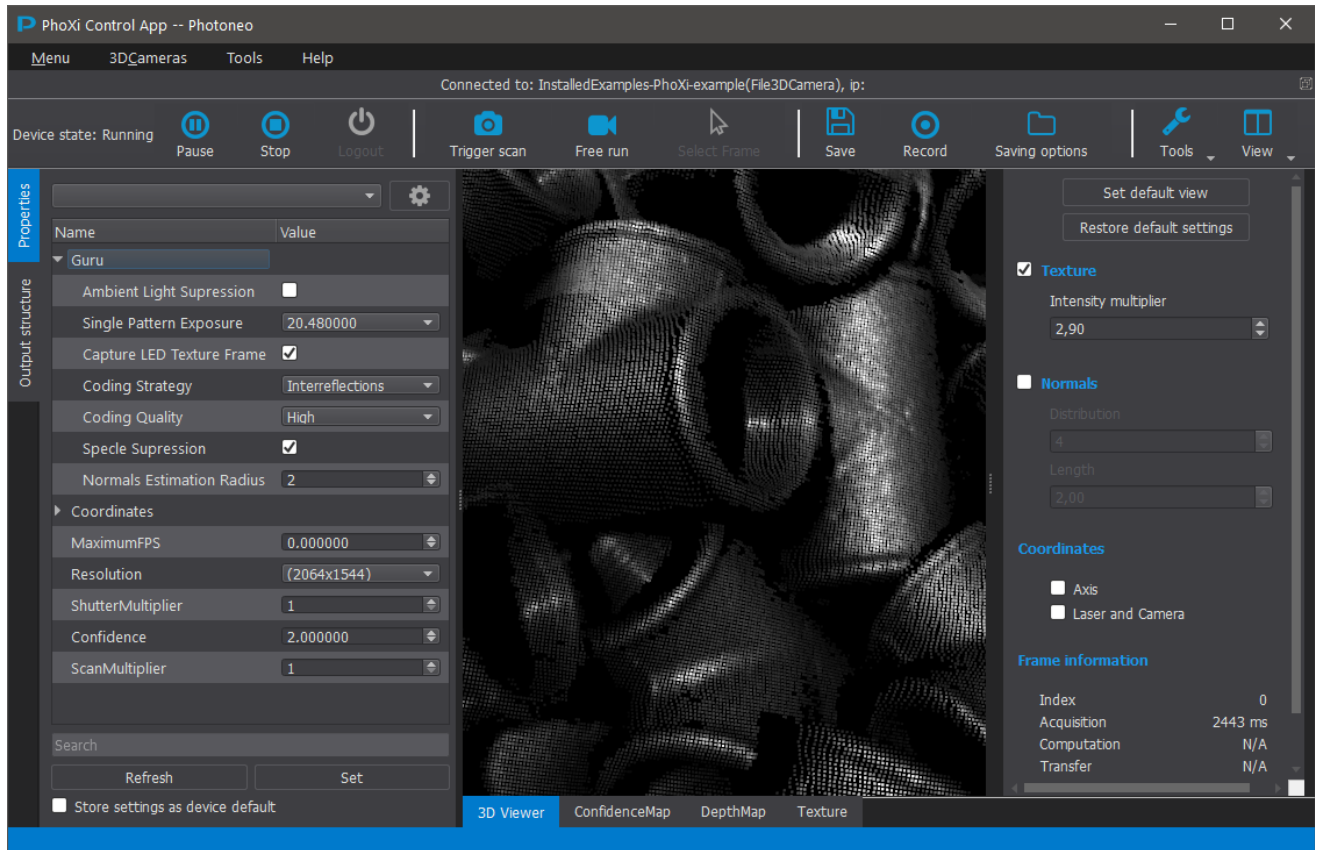 PhoXi Control App -- Photoneo
Menu 3DCameras Tools Help
Connected to: InstalledExamples-PhoXi-example(File3DCamera), ip:
Device state: Running Pause Stop Logout Trigger scan Free run Select Frame Save Record Saving options Tools View
Properties
Output structure
Name Value
Guru
Ambient Light Supression
Single Pattern Exposure 20.480000
Capture LED Texture Frame
Coding Strategy Interreflections
Coding Quality High
Specle Supression
Normals Estimation Radius 2
Coordinates
MaximumFPS 0.000000
Resolution (2064x1544)
ShutterMultiplier 1
Confidence 2.000000
ScanMultiplier 1
Search
Refresh Set
Store settings as device default
3D Viewer ConfidenceMap DepthMap Texture
Set default view
Restore default settings
Texture
Intensity multiplier
2,90
Normals
Distribution
4
Length
2,00
Coordinates
Axis
Laser and Camera
Frame information
Index 0
Acquisition 2443 ms
Computation N/A
Transfer N/A